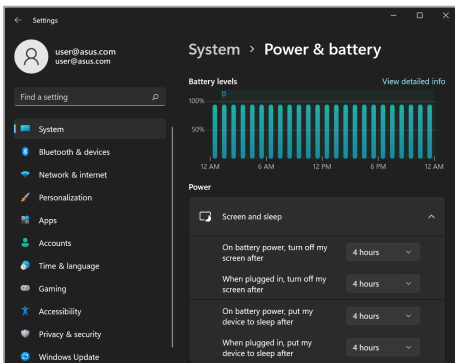 Settings
user@asus.com
user@asus.com
Find a setting
System
Bluetooth & devices
Network & internet
Personalization
Apps
Accounts
Time & language
Gaming
Accessibility
Privacy & security
Windows Update
System > Power & battery
Battery levels
View detailed info
100%
50%
12 AM
6 AM
12 PM
6 PM
12 AM
Power
Screen and sleep
On battery power, turn off my
screen after
4 hours
When plugged in, turn off my
screen after
4 hours
On battery power, put my
device to sleep after
4 hours
When plugged in, put my
device to sleep after
4 hours